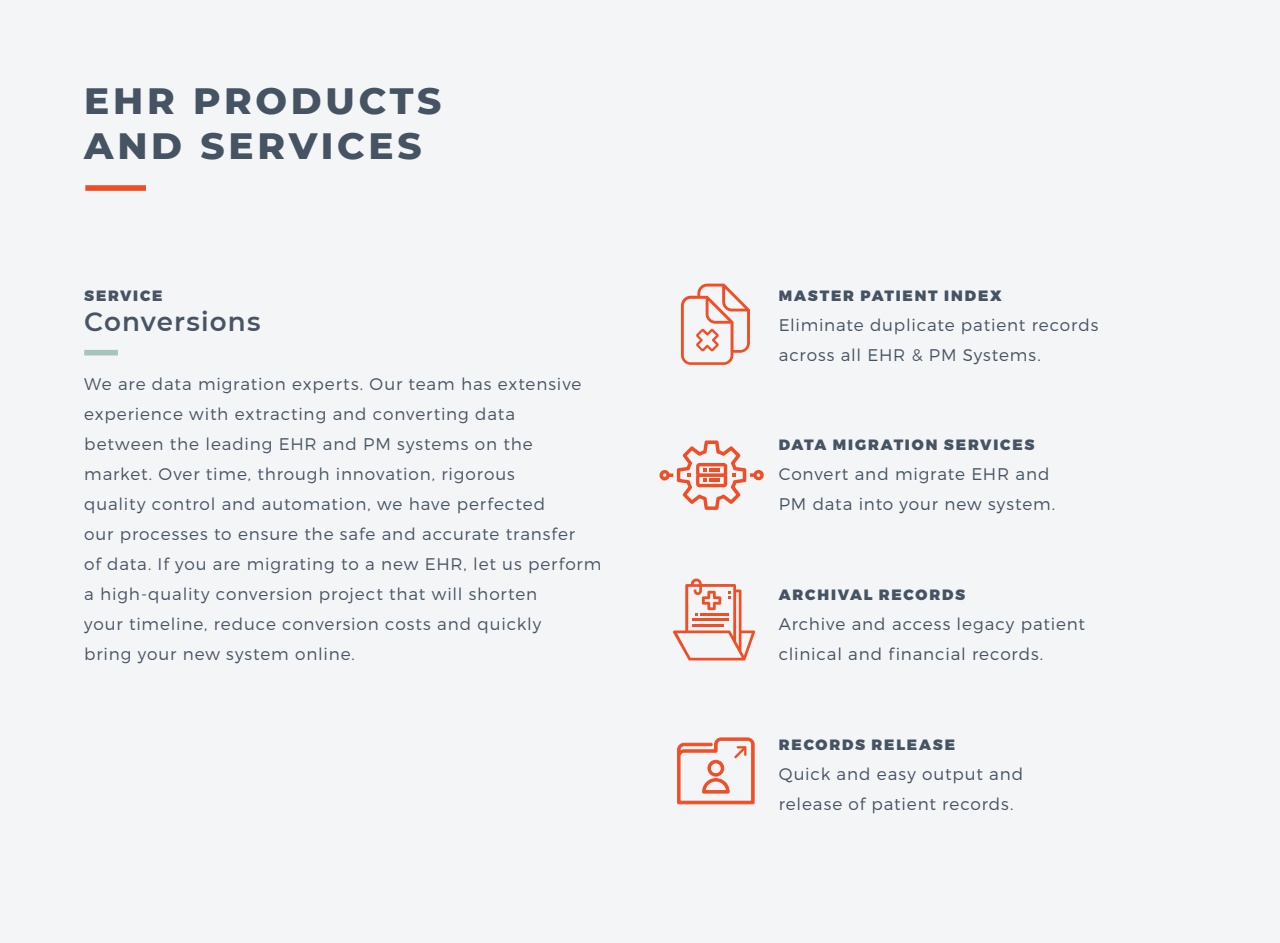 EHR PRODUCTS
AND SERVICES
SERVICE
Conversions
We are data migration experts. Our team has extensive
experience with extracting and converting data
between the leading EHR and PM systems on the
market. Over time, through innovation, rigorous
quality control and automation, we have perfected
our processes to ensure the safe and accurate transfer
of data. If you are migrating to a new EHR, let us perform
a high-quality conversion project that will shorten
your timeline, reduce conversion costs and quickly
bring your new system online.
MASTER PATIENT INDEX
Eliminate duplicate patient records
across all EHR & PM Systems.
DATA MIGRATION SERVICES
Convert and migrate EHR and
PM data into your new system.
ARCHIVAL RECORDS
Archive and access legacy patient
clinical and financial records.
RECORDS RELEASE
Quick and easy output and
release of patient records.